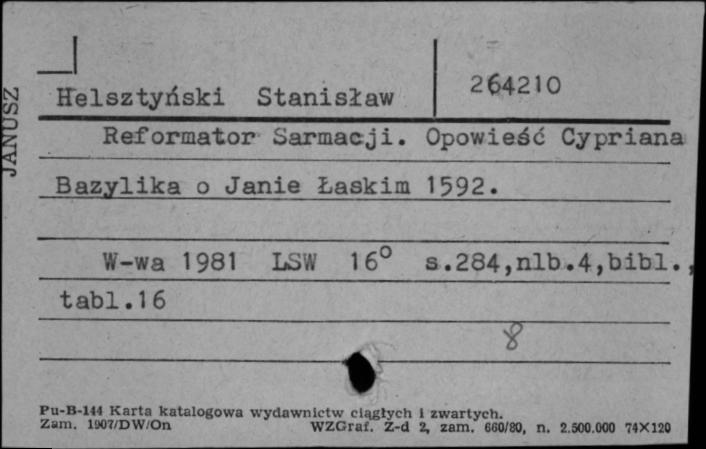 JANUSZ
Helsztyński Stanisław
264210
Reformator Sarmacji. Opowieść Cypriana
Bazylika o Janie Łaskim 1592.
W-wa 1981 LSW 16° s.284,nlb.4,bibl.,
tabl.16
8
Pu-B-144 Karta katalogowa wydawnictw ciągłych i zwartych.
Zam. 1907/DW/On WZGraf. Z-d 2, zam. 660/80, n. 2.500.000 74×120